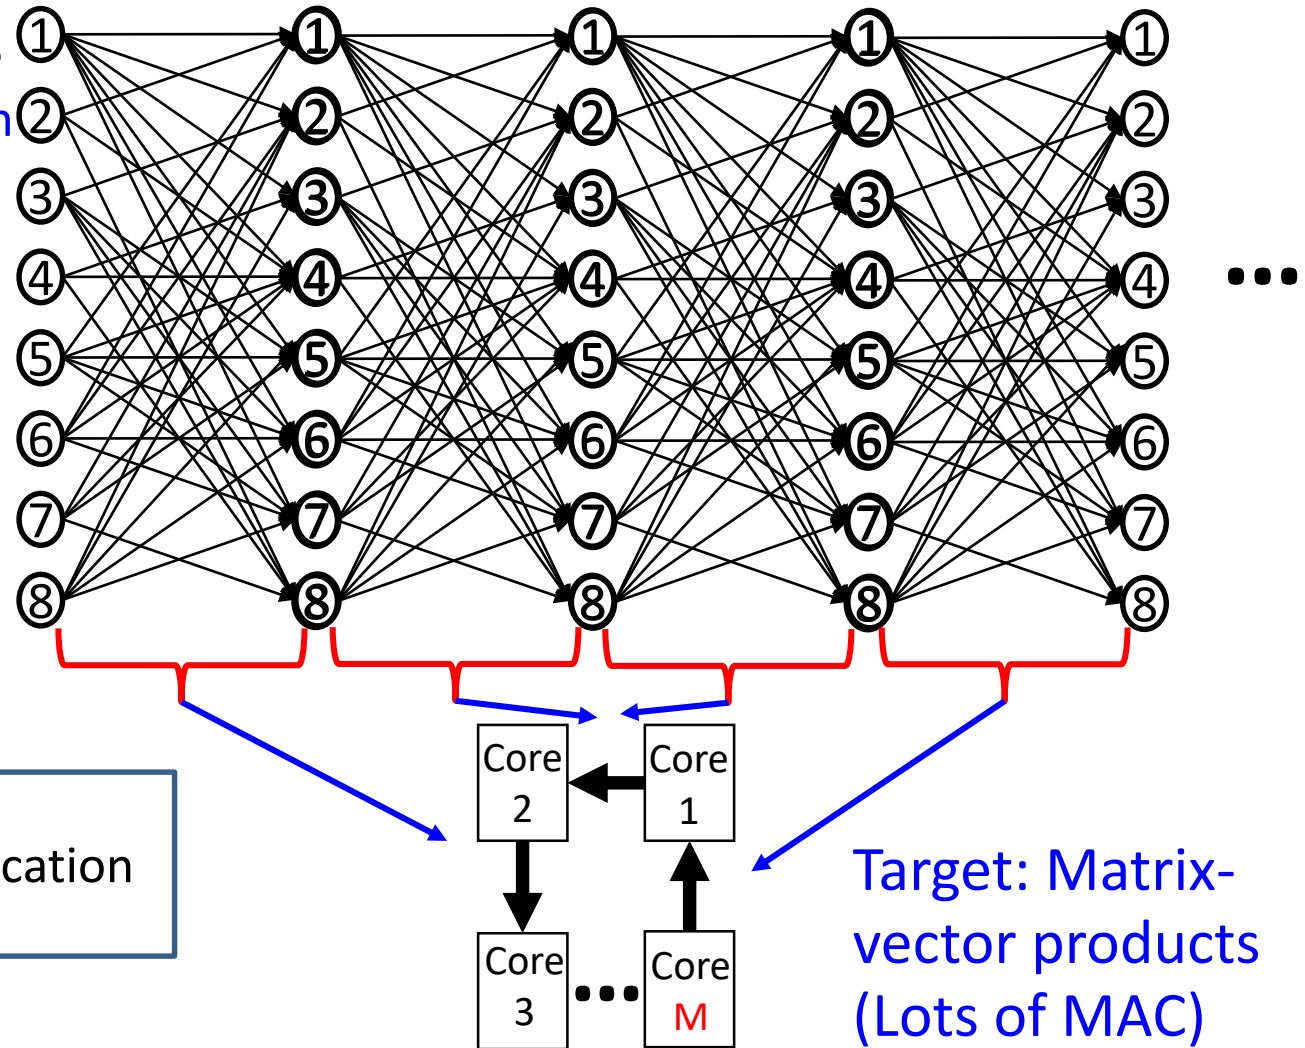 1 1 1 1 1
n 2 2 2 2 2
3 3 3 3 3
4 4 4 4 4 ...
5 5 5 5 5
6 6 6 6 6
7 7 7 7 7
8 8 8 8 8
Core
2
Core
1
cation
Core
3
...
Core
M
Target: Matrix-
vector products
(Lots of MAC)